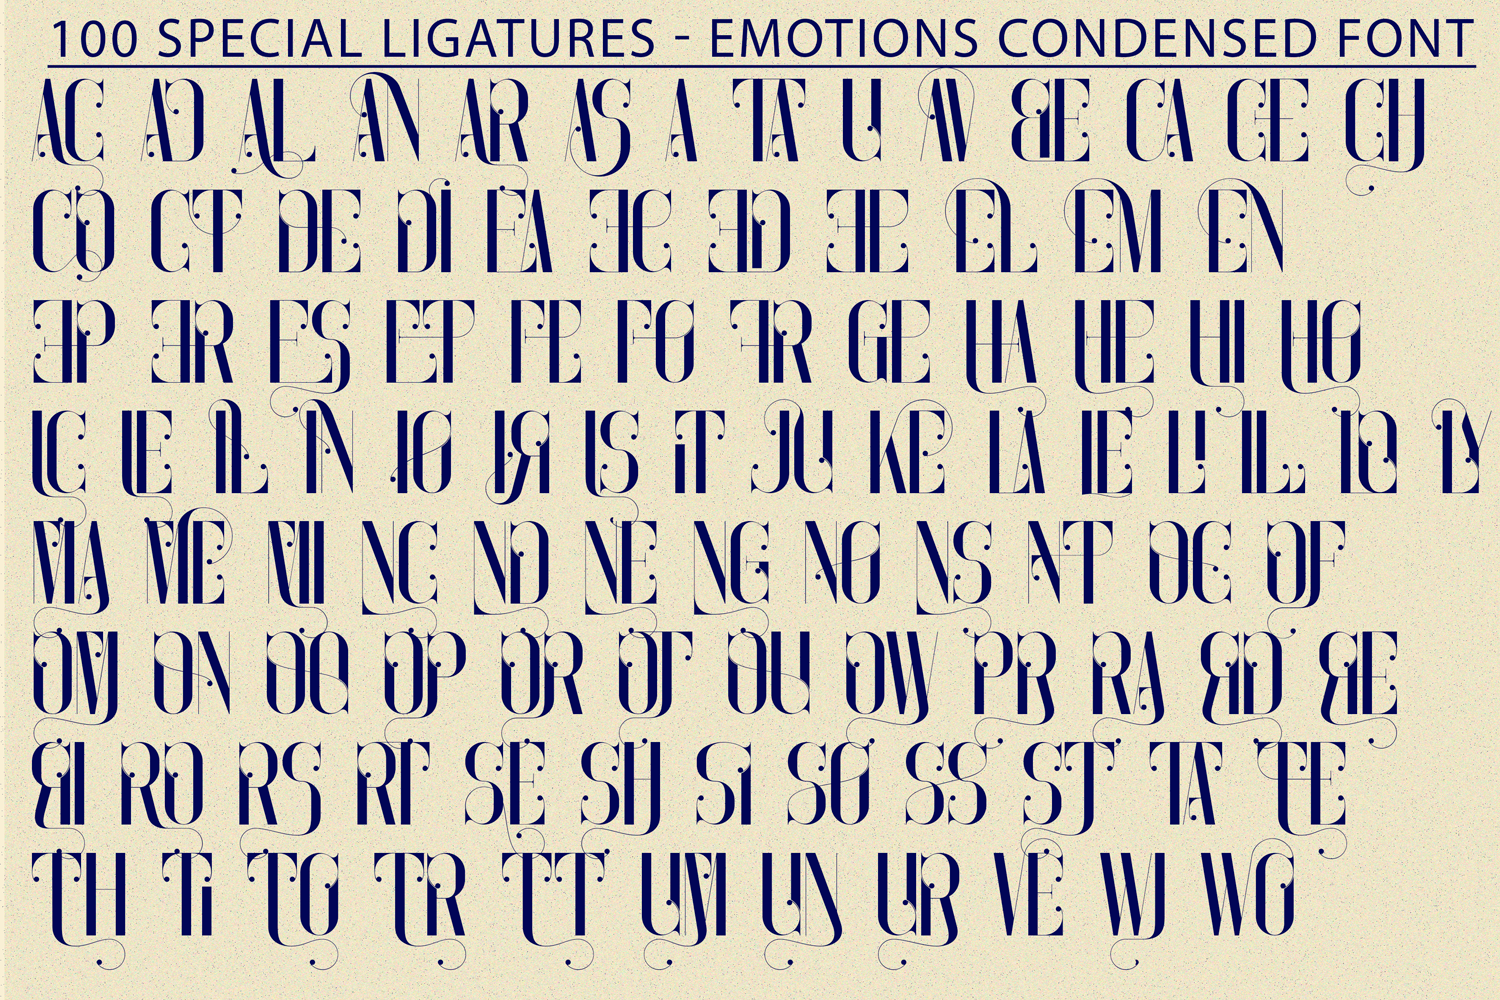 100 SPECIAL LIGATURES - EMOTIONS CONDENSED FONT
AC AD AL AN AR AS A TA U AW BE CA GE CH
CO CT DE DI EA EC ED EE EL EM EN
EP ER ES ET FE FO FR GE HA HE HI HO
IC IE IL IN IO IR IS IT JU KE LA LE LI LL LO LY
MA ME MI NC ND NE NG NO NS NT OC OF
OM ON OO OP OR OT OU OW PR RA RD RE
RI RO RS RT SE SH SI SO SS ST TA TE
TH TI TO TR TT UM UN UR VE WI WO